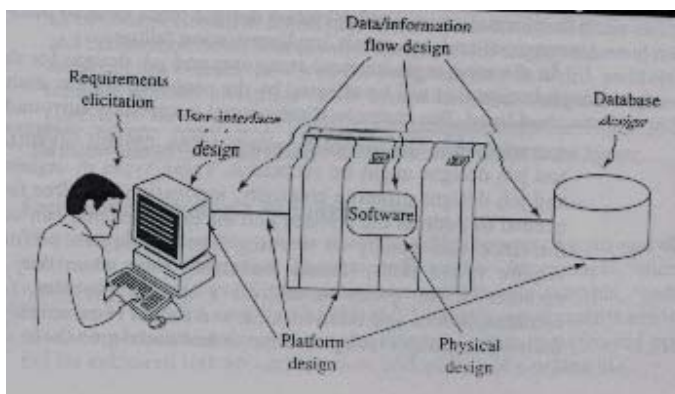 Data/information
flow design
Requirements
elicitation
User interface
design
Database
design
Software
Platform
design
Physical
design